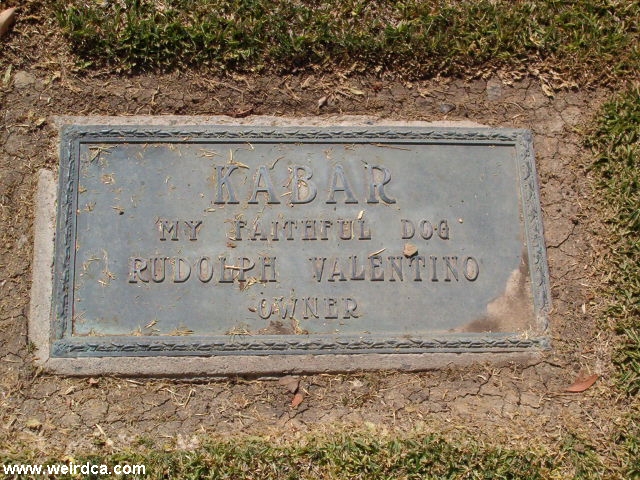 KABAR
MY FAITHFUL DOG
RUDOLPH VALENTINO
OWNER
www.weirdca.com